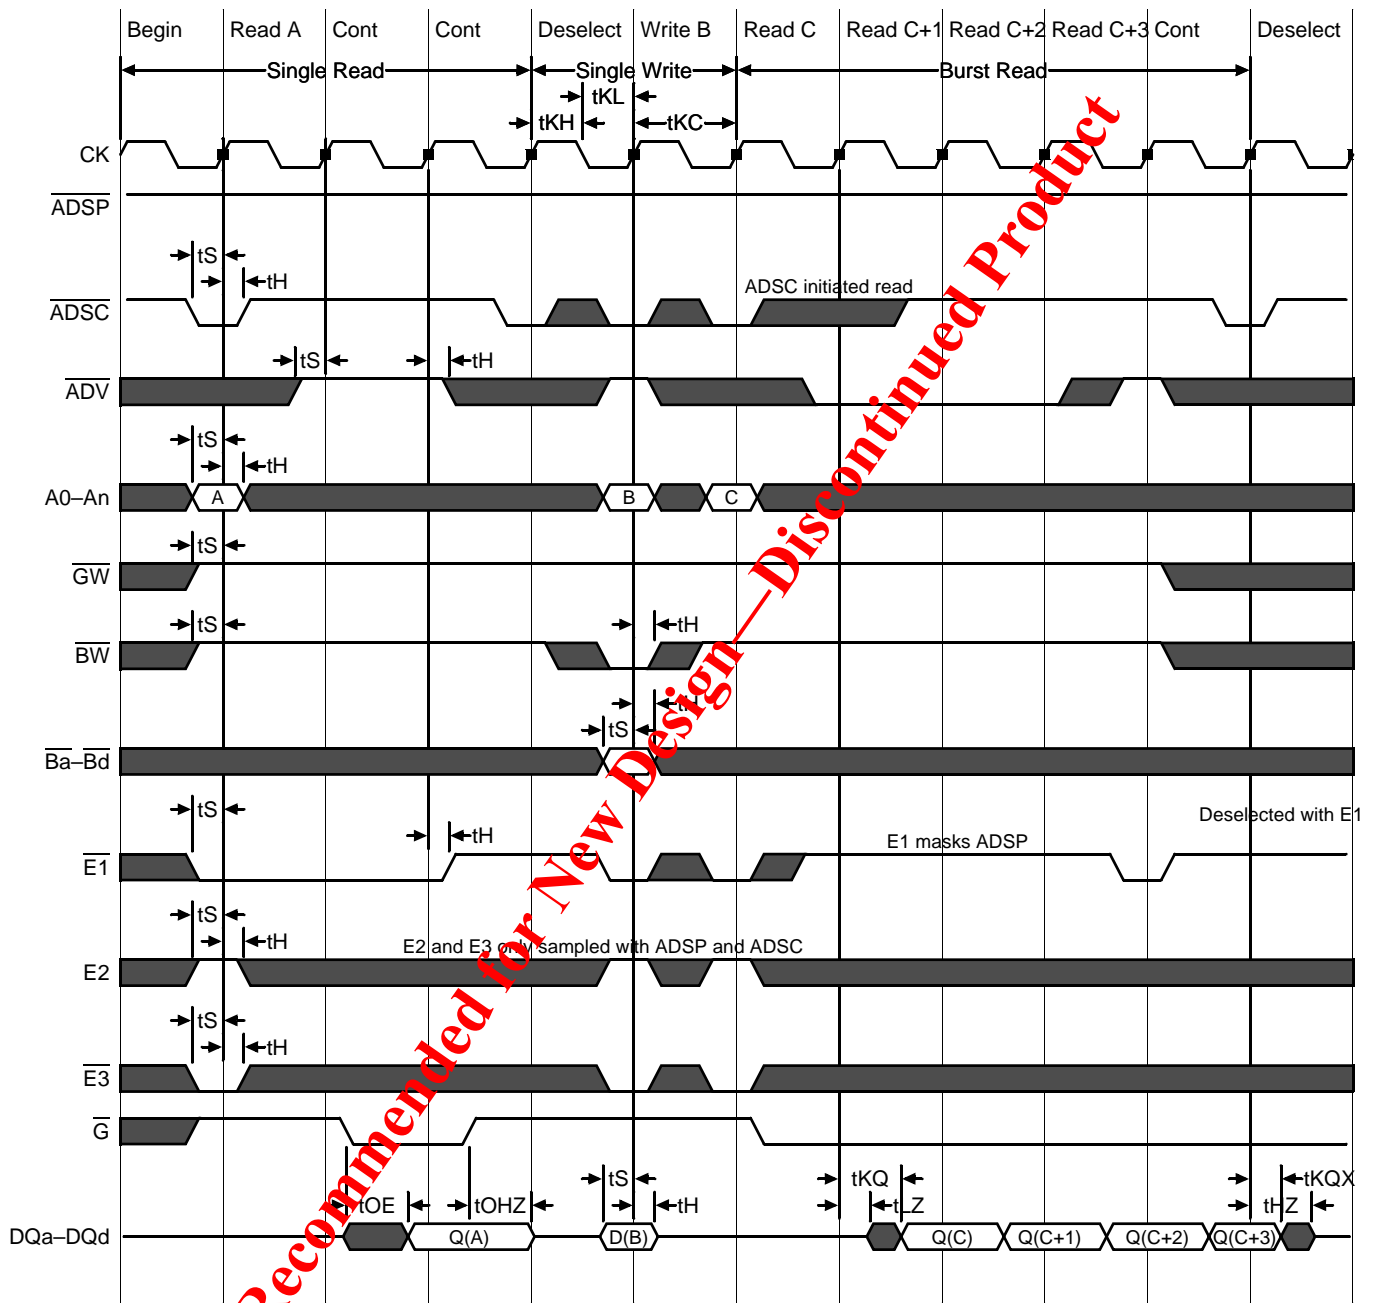 Begin Read A Cont Cont Deselect Write B Read C Read C+1 Read C+2 Read C+3 Cont Deselect
Single Read Single Write Burst Read
tKL
tKH tKC
CK
ADSP
tS
tH
ADSC initiated read
ADSC
tS tH
ADV
tS
tH
A0–An A B C
tS
GW
tS tH
BW
tH
tS
Ba–Bd
Deselected with E1
tS
tH E1 masks ADSP
E1
tS
tH E2 and E3 only sampled with ADSP and ADSC
E2
tS
tH
E3
G
tKQ tKQX
tS
tOE tOHZ tH tLZ tHZ
DQa–DQd Q(A) D(B) Q(C) Q(C+1) Q(C+2) Q(C+3)
Recommended for New Design—Discontinued Product